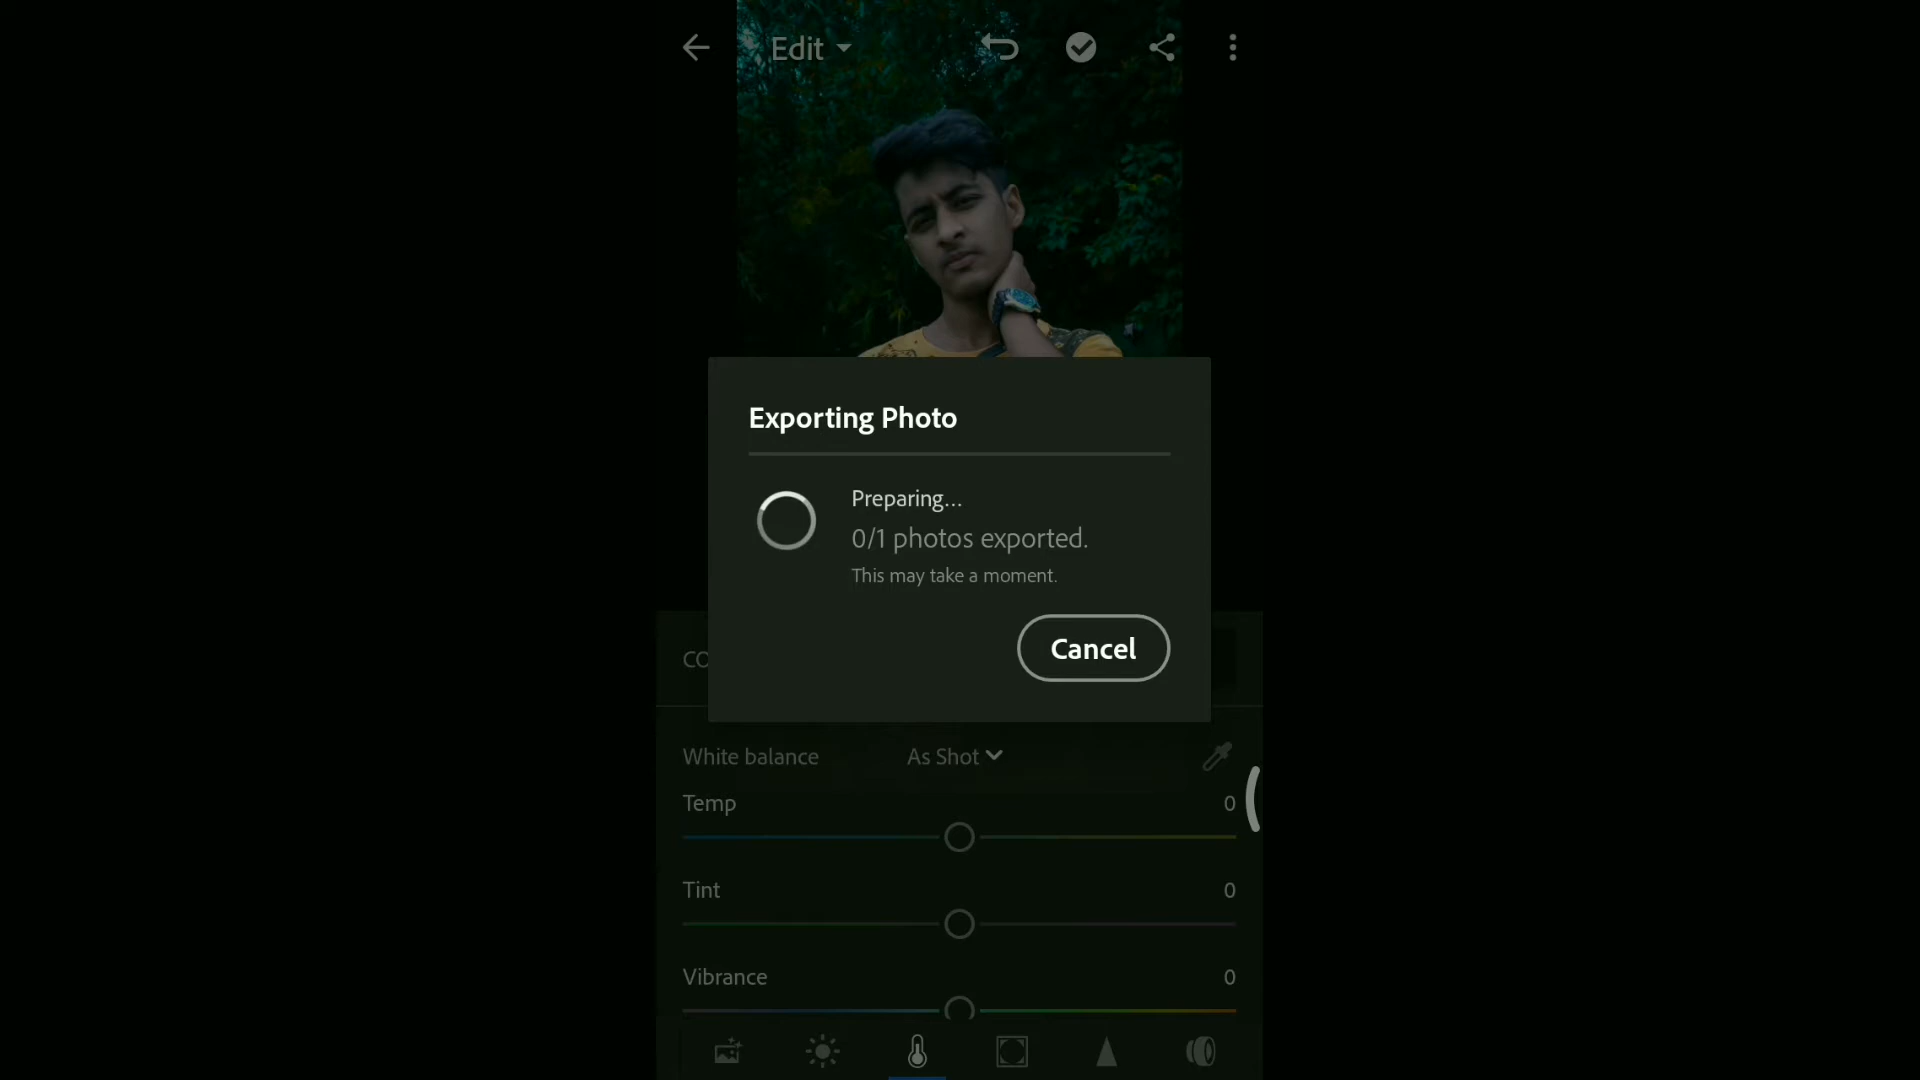 Edit
Exporting Photo
Preparing...
0/1 photos exported.
This may take a moment.
Cancel
CO
White balance As Shot
Temp 0
Tint 0
Vibrance 0